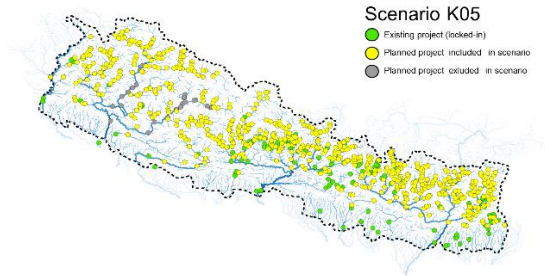 Scenario K05
Existing project (locked-in)
Planned project included in scenario
Planned project exluded in scenario